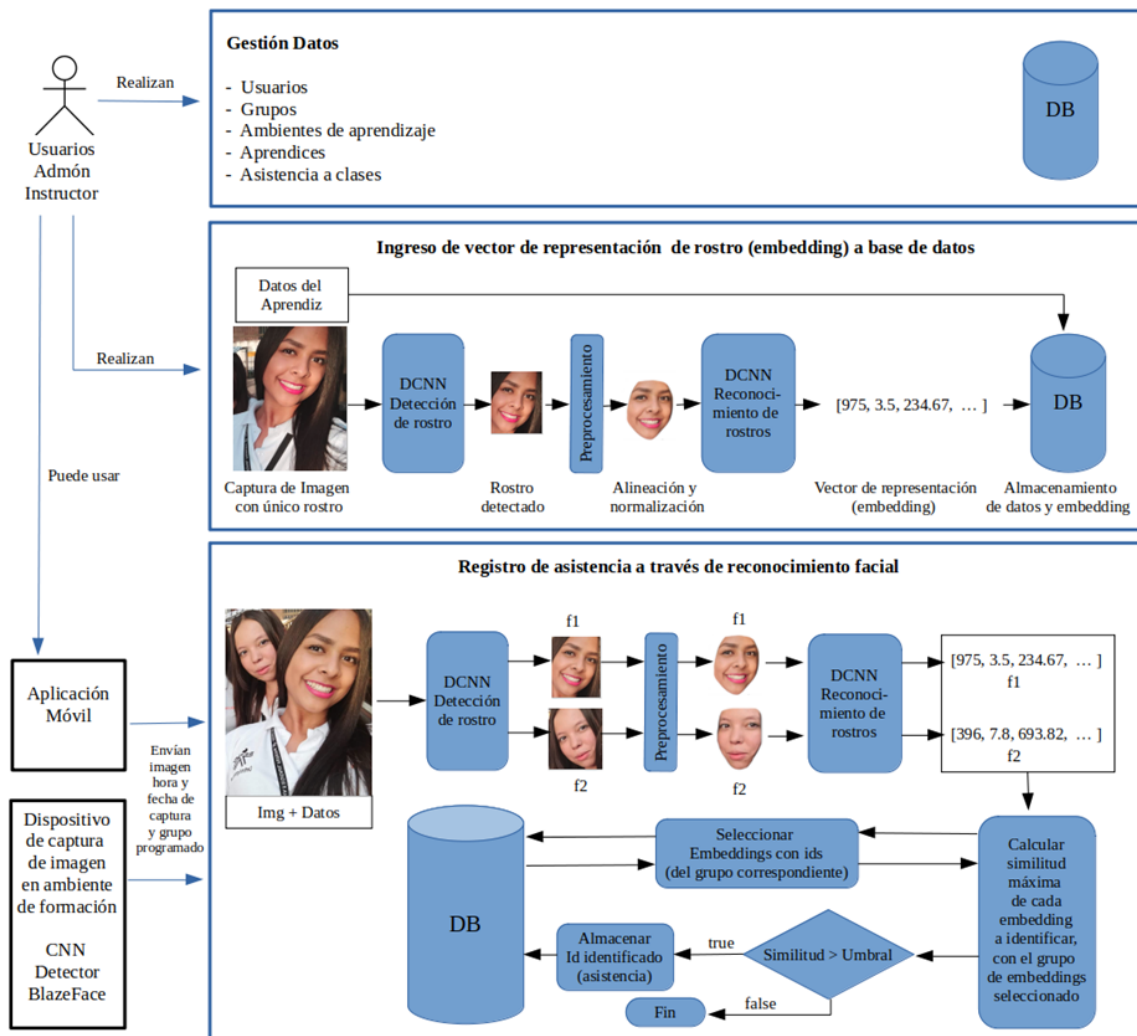 Gestión Datos
- Usuarios
- Grupos
- Ambientes de aprendizaje
- Aprendices
- Asistencia a clases
DB
Realizan
Usuarios
Admón
Instructor
Ingreso de vector de representación de rostro (embedding) a base de datos
Datos del
Aprendiz
Realizan
DCNN
Detección
de rostro
Preprocesamiento
DCNN
Reconoci-
miento de
rostros
[975, 3.5, 234.67, … ]
DB
Captura de Imagen
con único rostro
Rostro
detectado
Alineación y
normalización
Vector de representación
(embedding)
Almacenamiento
de datos y embedding
Puede usar
Registro de asistencia a través de reconocimiento facial
Aplicación
Móvil
Envían
imagen
hora y
fecha de
captura
y grupo
programado
Dispositivo
de captura
de imagen
en ambiente
de formación
CNN
Detector
BlazeFace
Img + Datos
DCNN
Detección
de rostro
f1
f2
Preprocesamiento
f1
f2
DCNN
Reconoci-
miento de
rostros
[975, 3.5, 234.67, … ]
f1
[396, 7.8, 693.82, … ]
f2
DB
Seleccionar
Embeddings con ids
(del grupo correspondiente)
Calcular
similitud
máxima
de cada
embedding
a identificar,
con el grupo
de embeddings
seleccionado
Similitud > Umbral
true
Almacenar
Id identificado
(asistencia)
false
Fin